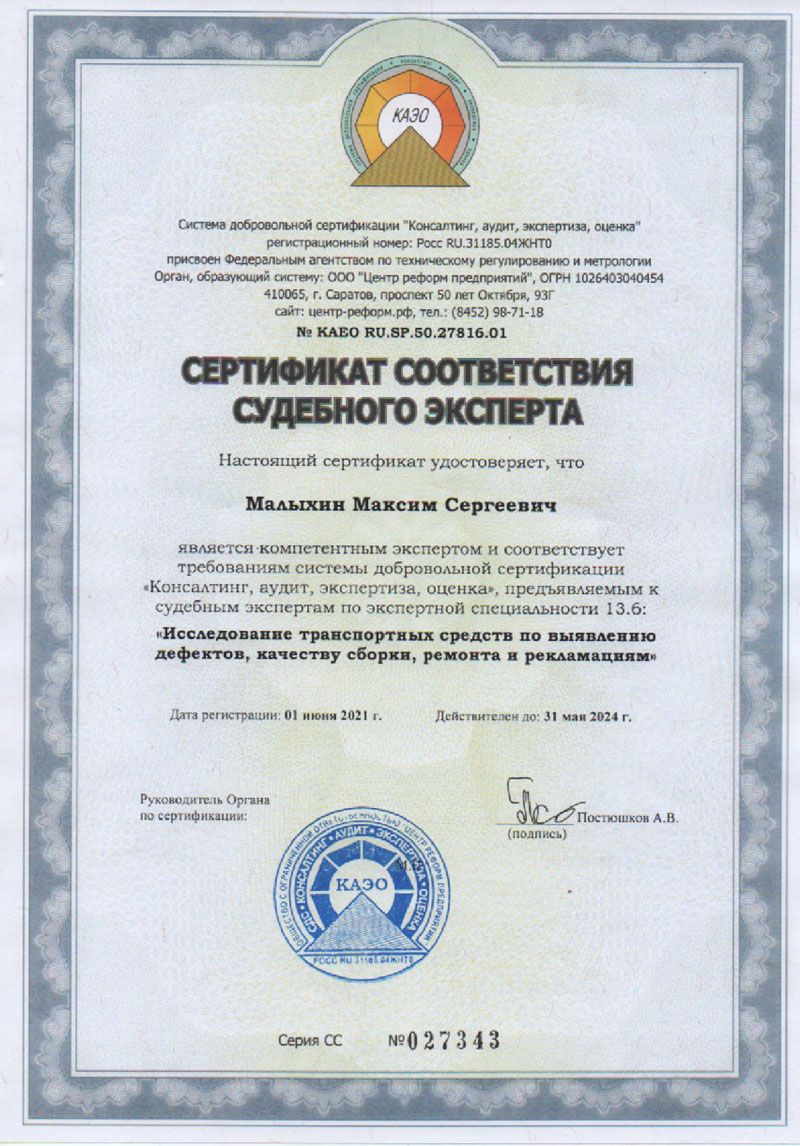 КАЭО
Система добровольной сертификации "Консалтинг, аудит, экспертиза, оценка"
регистрационный номер: Росс RU.31185.04ЖНТ0
присвоен Федеральным агентством по техническому регулированию и метрологии
Орган, образующий систему: ООО "Центр реформ предприятий", ОГРН 1026403040454
410065, г. Саратов, проспект 50 лет Октября, 93Г
сайт: центр-реформ.рф, тел.: (8452) 98-71-18
№ КАЕО RU.SP.50.27816.01
СЕРТИФИКАТ СООТВЕТСТВИЯ
СУДЕБНОГО ЭКСПЕРТА
Настоящий сертификат удостоверяет, что
Малыхин Максим Сергеевич
является компетентным экспертом и соответствует
требованиям системы добровольной сертификации
«Консалтинг, аудит, экспертиза, оценка», предъявляемым к
судебным экспертам по экспертной специальности 13.6:
«Исследование транспортных средств по выявлению
дефектов, качеству сборки, ремонта и рекламациям»
Дата регистрации: 01 июня 2021 г. Действителен до: 31 мая 2024 г.
Руководитель Органа
по сертификации:
Постюшков А.В.
(подпись)
ОБЩЕСТВО С ОГРАНИЧЕННОЙ ОТВЕТСТВЕННОСТЬЮ "ЦЕНТР РЕФОРМ ПРЕДПРИЯТИЙ"
СДС • КОНСАЛТИНГ • АУДИТ • ЭКСПЕРТИЗА • ОЦЕНКА
М.П.
КАЭО
РОСС RU 31185.04ЖНТ0
Серия СС №027343